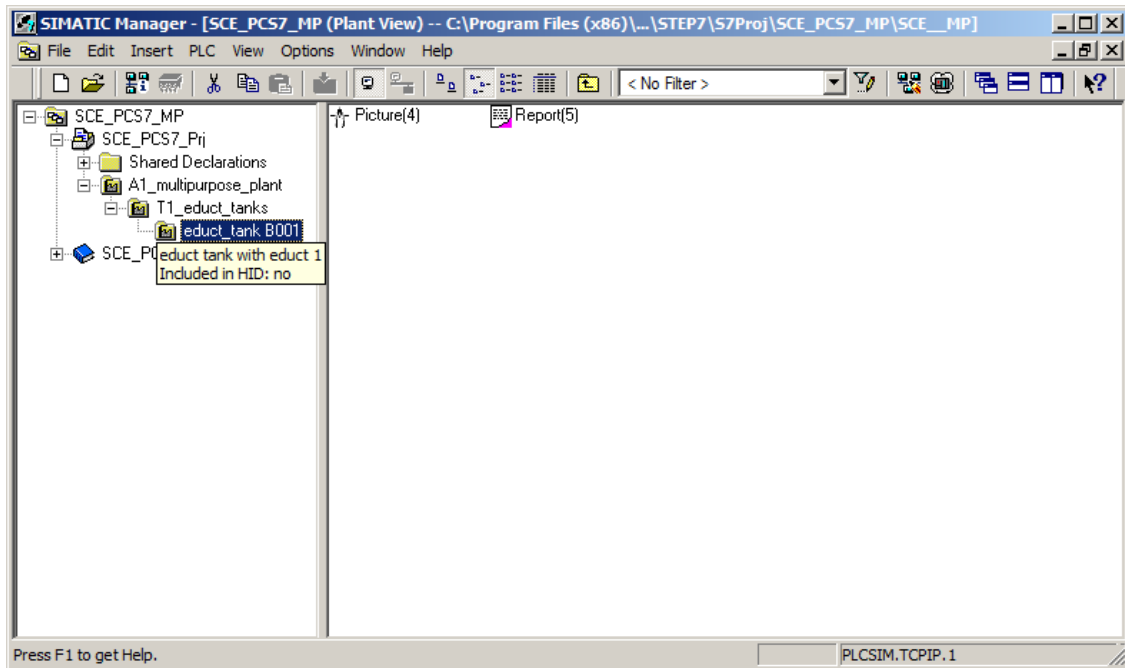 SIMATIC Manager - [SCE_PCS7_MP (Plant View) -- C:\Program Files (x86)\...\STEP7\S7Proj\SCE_PCS7_MP\SCE__MP]
File Edit Insert PLC View Options Window Help
< No Filter >
SCE_PCS7_MP
SCE_PCS7_Prj
Shared Declarations
A1_multipurpose_plant
T1_educt_tanks
educt_tank B001
SCE_P
educt tank with educt 1
Included in HID: no
Picture(4) Report(5)
Press F1 to get Help. PLCSIM.TCPIP.1